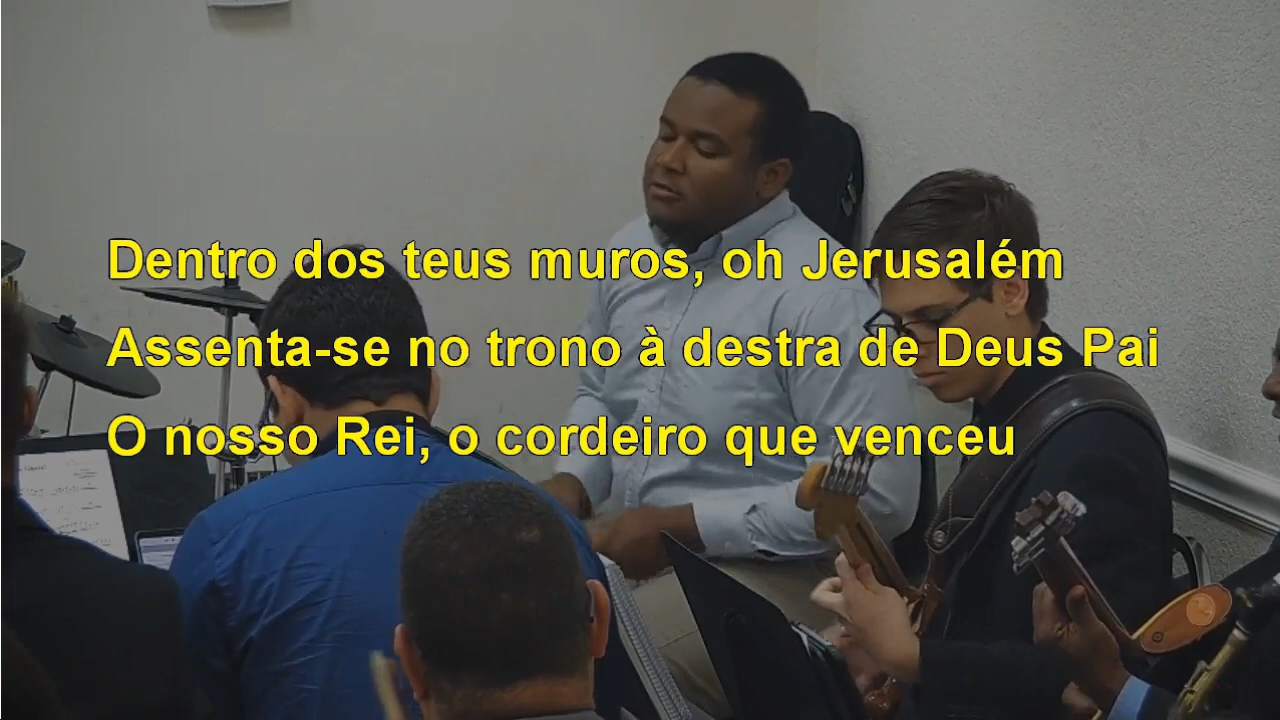 Dentro dos teus muros, oh Jerusalém
Assenta-se no trono à destra de Deus Pai
O nosso Rei, o cordeiro que venceu